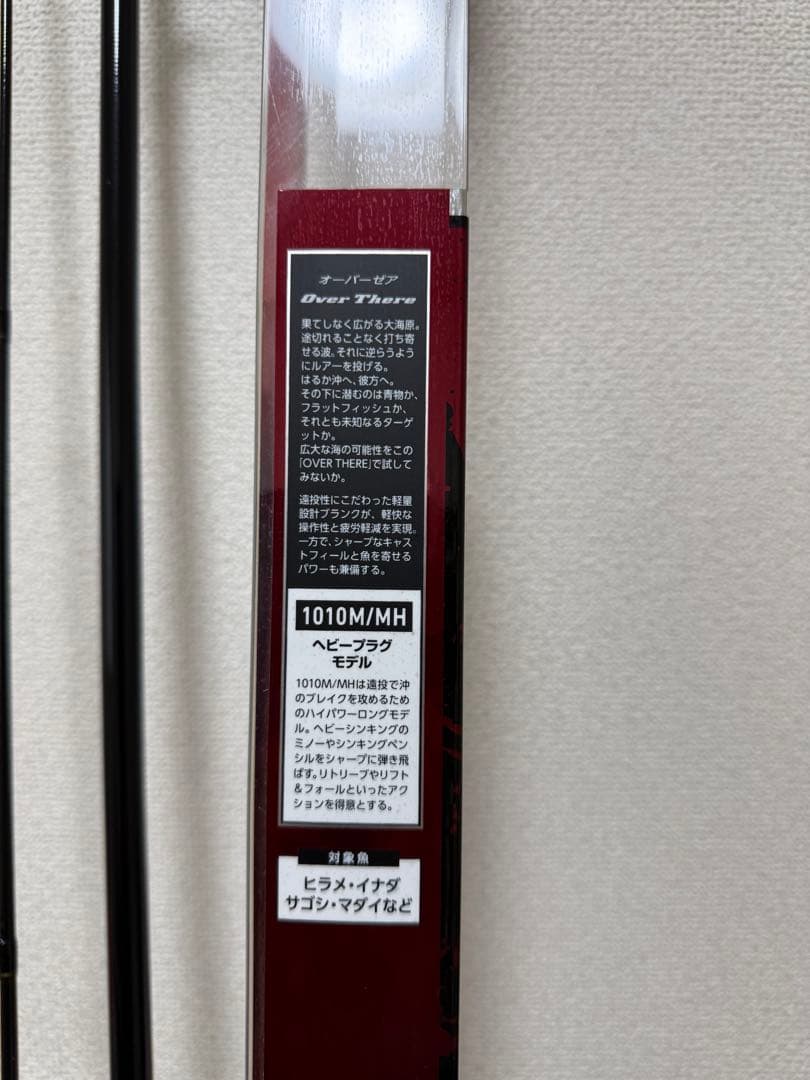 オーバーゼア
Over There
果てしなく広がる大海原。
途切れることなく打ち寄
せる波。それに逆らうよう
にルアーを投げる。
はるか沖へ、彼方へ。
その下に潜むのは青物か、
フラットフィッシュか、
それとも未知なるターゲ
ットか。
広大な海の可能性をこの
「OVER THERE」で試して
みないか。
遠投性にこだわった軽量
設計ブランクが、軽快な
操作性と疲労軽減を実現。
一方で、シャープなキャス
トフィールと魚を寄せる
パワーも兼備する。
1010M/MH
ヘビープラグ
モデル
1010M/MHは遠投で沖
のブレイクを攻めるため
のハイパワーロングモデ
ル。ヘビーシンキングの
ミノーやシンキングペン
シルをシャープに弾き飛
ばす。リトリーブやリフト
&フォールといったアク
ションを得意とする。
対象魚
ヒラメ・イナダ
サゴシ・マダイなど